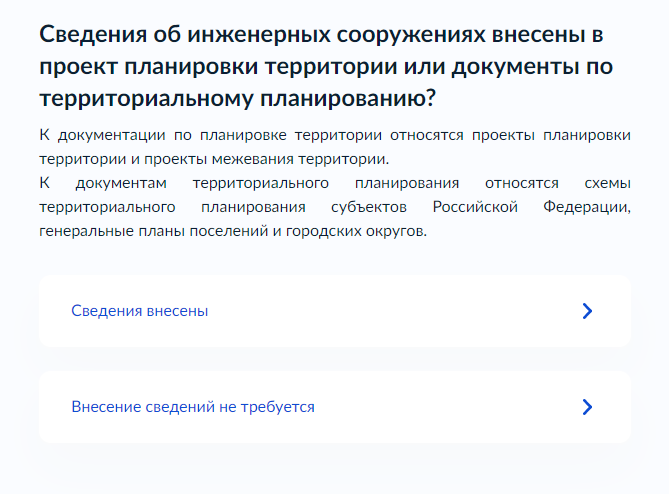 Сведения об инженерных сооружениях внесены в
проект планировки территории или документы по
территориальному планированию?
К документации по планировке территории относятся проекты планировки
территории и проекты межевания территории.
К документам территориального планирования относятся схемы
территориального планирования субъектов Российской Федерации,
генеральные планы поселений и городских округов.
Сведения внесены
Внесение сведений не требуется